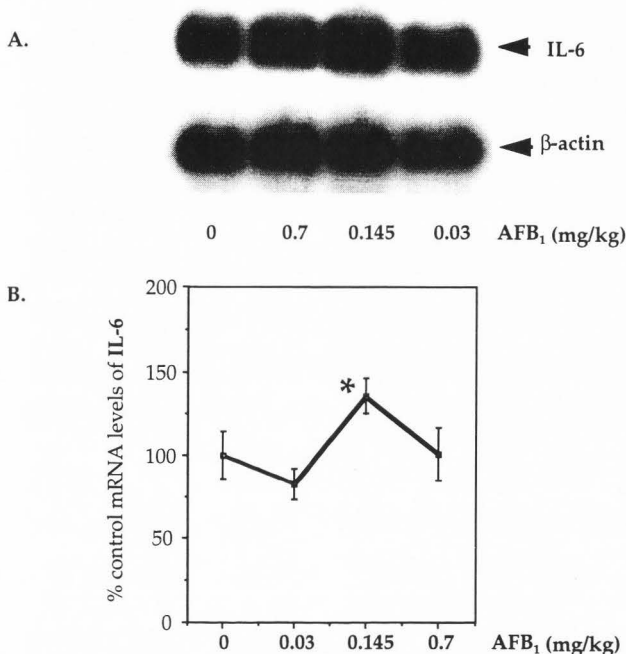 A.
IL-6
β-actin
0 0.7 0.145 0.03 AFB₁ (mg/kg)
B.
% control mRNA levels of IL-6
200
150
100
50
0
*
0 0.03 0.145 0.7 AFB₁ (mg/kg)